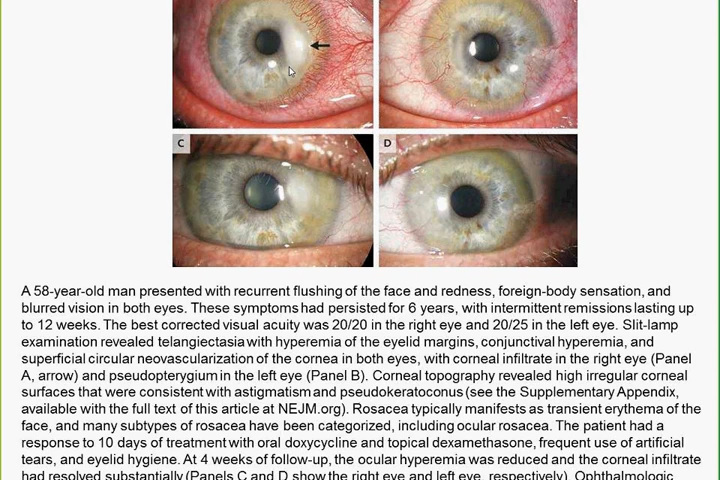 C
D
A 58-year-old man presented with recurrent flushing of the face and redness, foreign-body sensation, and
blurred vision in both eyes. These symptoms had persisted for 6 years, with intermittent remissions lasting up
to 12 weeks. The best corrected visual acuity was 20/20 in the right eye and 20/25 in the left eye. Slit-lamp
examination revealed telangiectasia with hyperemia of the eyelid margins, conjunctival hyperemia, and
superficial circular neovascularization of the cornea in both eyes, with corneal infiltrate in the right eye (Panel
A, arrow) and pseudopterygium in the left eye (Panel B). Corneal topography revealed high irregular corneal
surfaces that were consistent with astigmatism and pseudokeratoconus (see the Supplementary Appendix,
available with the full text of this article at NEJM.org). Rosacea typically manifests as transient erythema of the
face, and many subtypes of rosacea have been categorized, including ocular rosacea. The patient had a
response to 10 days of treatment with oral doxycycline and topical dexamethasone, frequent use of artificial
tears, and eyelid hygiene. At 4 weeks of follow-up, the ocular hyperemia was reduced and the corneal infiltrate
had resolved substantially (Panels C and D show the right eye and left eye, respectively). Ophthalmologic